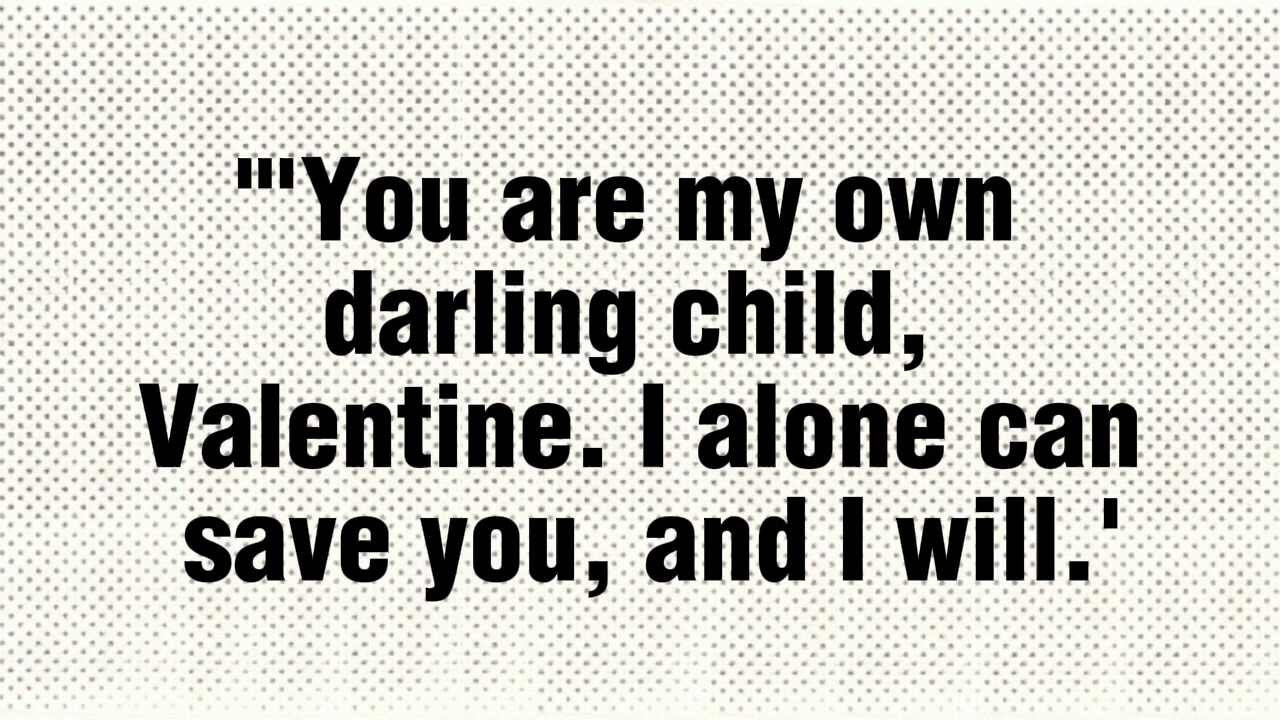 "'You are my own
darling child,
Valentine. I alone can
save you, and I will.'